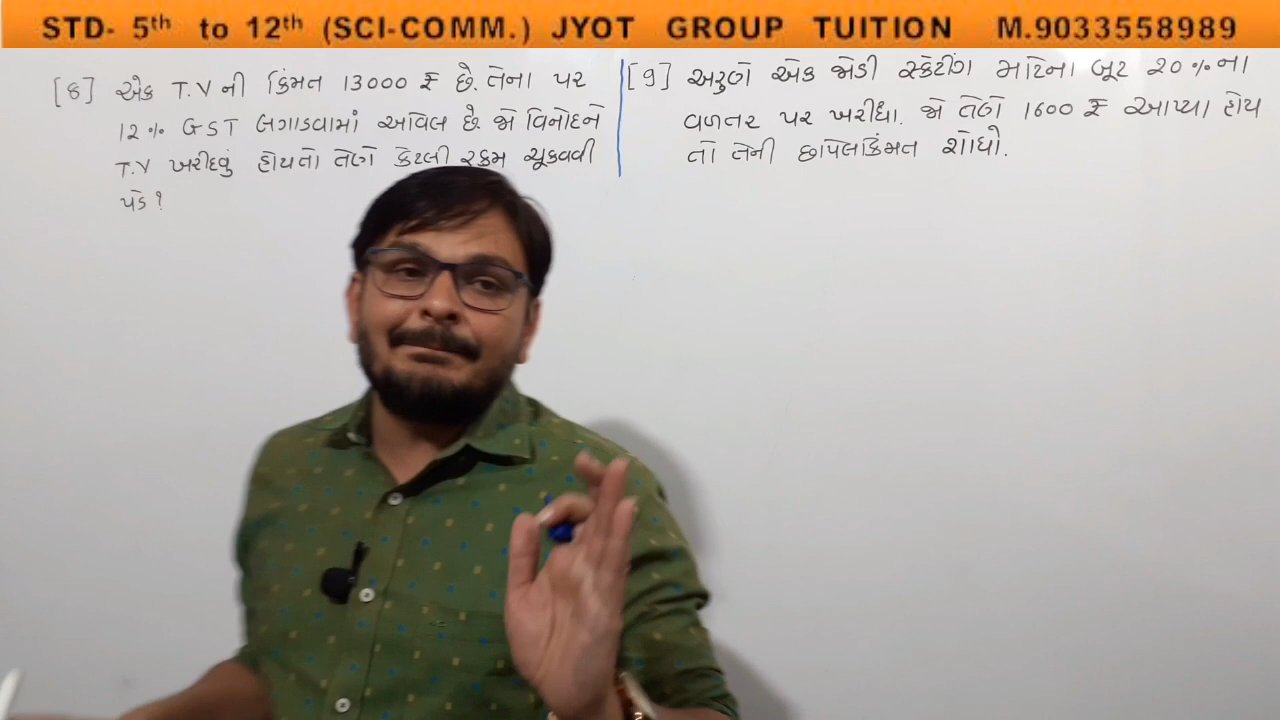 STD- 5th to 12th (SCI-COMM.) JYOT GROUP TUITION M.9033558989
[8] એક T.V ની કિંમત 13000 ₹ છે. તેના પર
12% GST લગાડવામાં આવેલ છે. જો વિનોદને
T.V ખરીદવું હોયતો તેણે કેટલી રકમ ચૂકવવી
પડે?
[9] અરુણે એક જોડી સ્કેટીંગ માટેના બૂટ 20% ના
વળતર પર ખરીદ્યા. જો તેણે 1600 ₹ આપ્યા હોય
તો તેની છાપેલકિંમત શોધો.